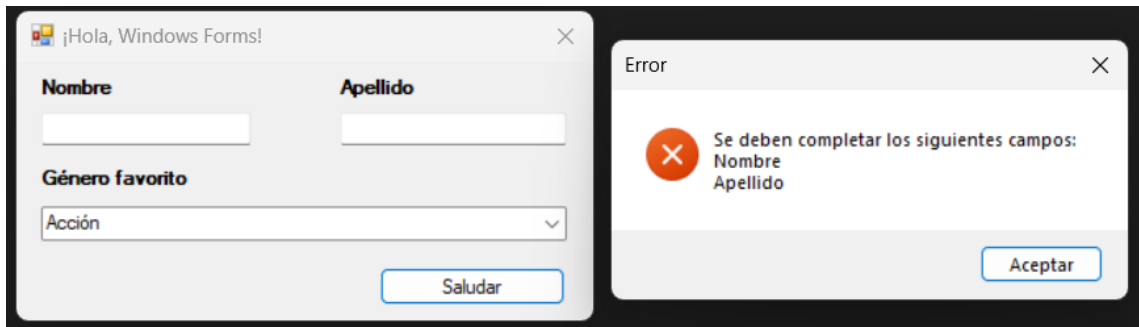 ¡Hola, Windows Forms!
Nombre
Apellido
Género favorito
Acción
Saludar
Error
Se deben completar los siguientes campos:
Nombre
Apellido
Aceptar